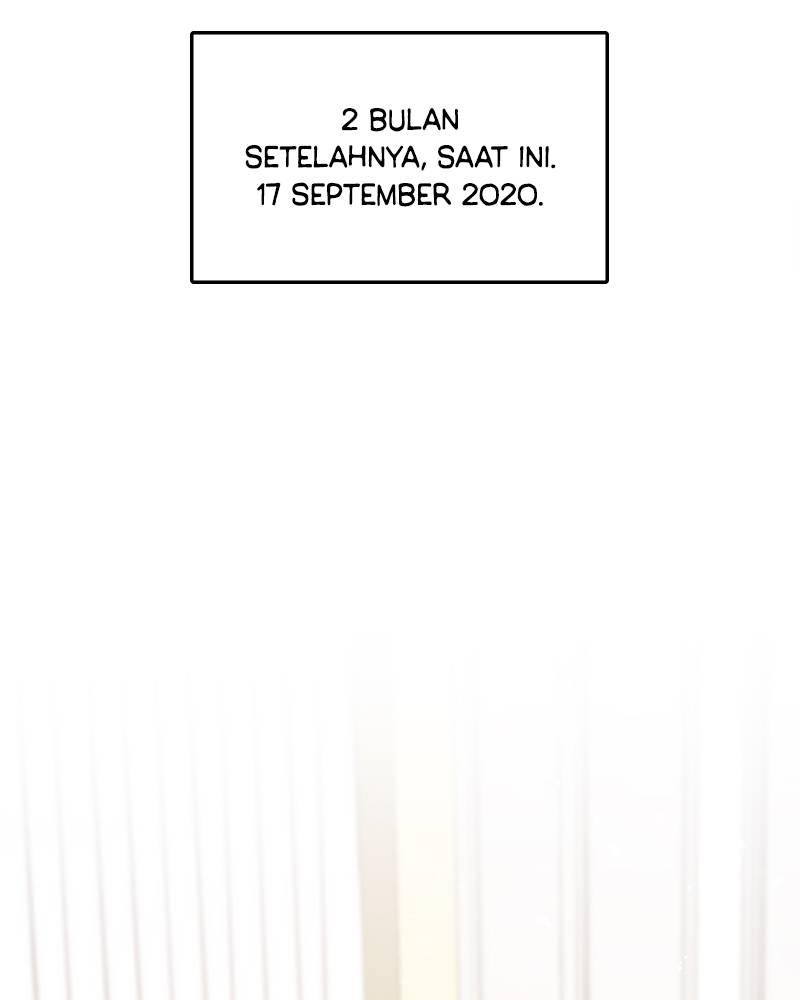 2 BULAN
SETELAHNYA, SAAT INI.
17 SEPTEMBER 2020.